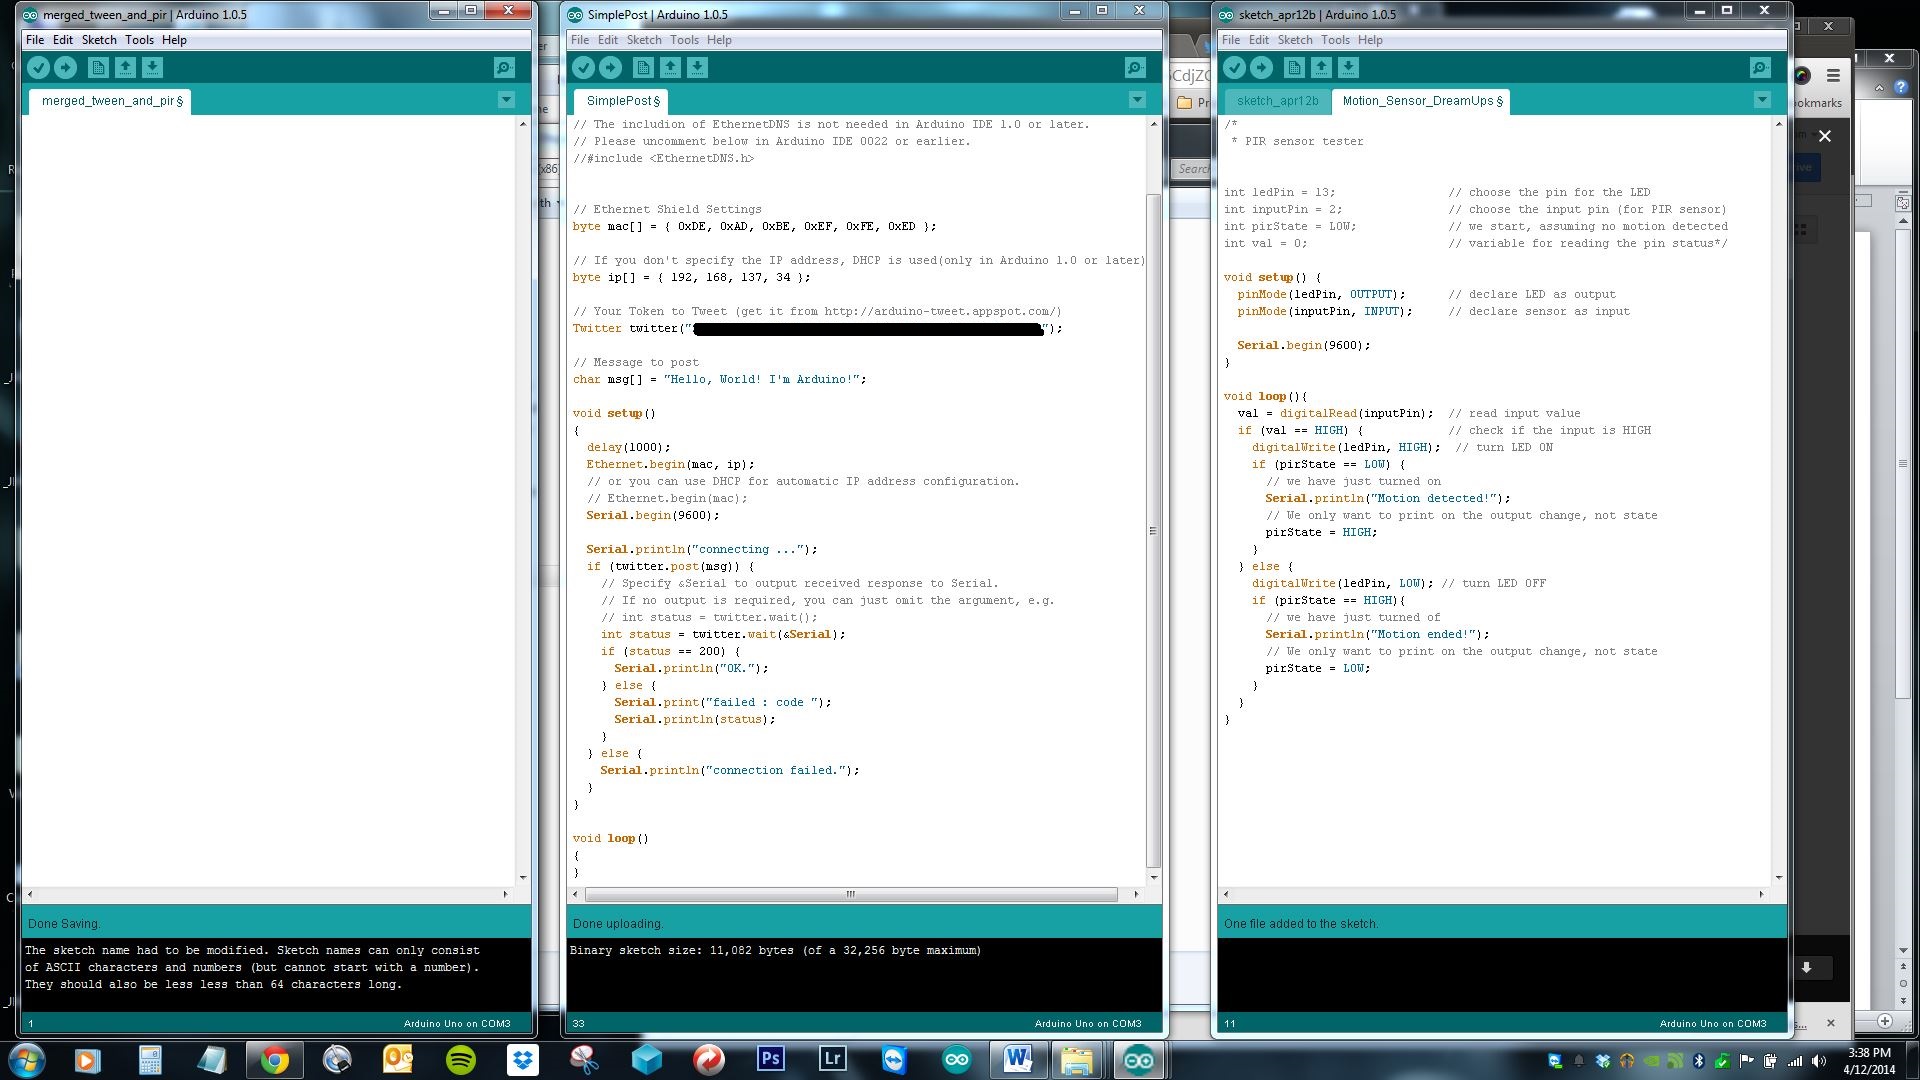 merged_tween_and_pir | Arduino 1.0.5
File Edit Sketch Tools Help
merged_tween_and_pir §
Done Saving.
The sketch name had to be modified. Sketch names can only consist
of ASCII characters and numbers (but cannot start with a number).
They should also be less less than 64 characters long.
1
Arduino Uno on COM3
SimplePost | Arduino 1.0.5
File Edit Sketch Tools Help
SimplePost §
// The includion of EthernetDNS is not needed in Arduino IDE 1.0 or later.
// Please uncomment below in Arduino IDE 0022 or earlier.
//#include <EthernetDNS.h>
// Ethernet Shield Settings
byte mac[] = { 0xDE, 0xAD, 0xBE, 0xEF, 0xFE, 0xED };
// If you don't specify the IP address, DHCP is used(only in Arduino 1.0 or later)
byte ip[] = { 192, 168, 137, 34 };
// Your Token to Tweet (get it from http://arduino-tweet.appspot.com/)
Twitter twitter(" ");
// Message to post
char msg[] = "Hello, World! I'm Arduino!";
void setup()
{
delay(1000);
Ethernet.begin(mac, ip);
// or you can use DHCP for automatic IP address configuration.
// Ethernet.begin(mac);
Serial.begin(9600);
Serial.println("connecting ...");
if (twitter.post(msg)) {
// Specify &Serial to output received response to Serial.
// If no output is required, you can just omit the argument, e.g.
// int status = twitter.wait();
int status = twitter.wait(&Serial);
if (status == 200) {
Serial.println("OK.");
} else {
Serial.print("failed : code ");
Serial.println(status);
}
} else {
Serial.println("connection failed.");
}
}
void loop()
{
}
Done uploading.
Binary sketch size: 11,082 bytes (of a 32,256 byte maximum)
33
Arduino Uno on COM3
sketch_apr12b | Arduino 1.0.5
File Edit Sketch Tools Help
sketch_apr12b Motion_Sensor_DreamUps §
/*
* PIR sensor tester
int ledPin = 13; // choose the pin for the LED
int inputPin = 2; // choose the input pin (for PIR sensor)
int pirState = LOW; // we start, assuming no motion detected
int val = 0; // variable for reading the pin status*/
void setup() {
pinMode(ledPin, OUTPUT); // declare LED as output
pinMode(inputPin, INPUT); // declare sensor as input
Serial.begin(9600);
}
void loop(){
val = digitalRead(inputPin); // read input value
if (val == HIGH) { // check if the input is HIGH
digitalWrite(ledPin, HIGH); // turn LED ON
if (pirState == LOW) {
// we have just turned on
Serial.println("Motion detected!");
// We only want to print on the output change, not state
pirState = HIGH;
}
} else {
digitalWrite(ledPin, LOW); // turn LED OFF
if (pirState == HIGH){
// we have just turned of
Serial.println("Motion ended!");
// We only want to print on the output change, not state
pirState = LOW;
}
}
}
One file added to the sketch.
11
Arduino Uno on COM3
CdjZC
Pr
Search
(x86)
okmarks
Ps
Lr
3:38 PM
4/12/2014